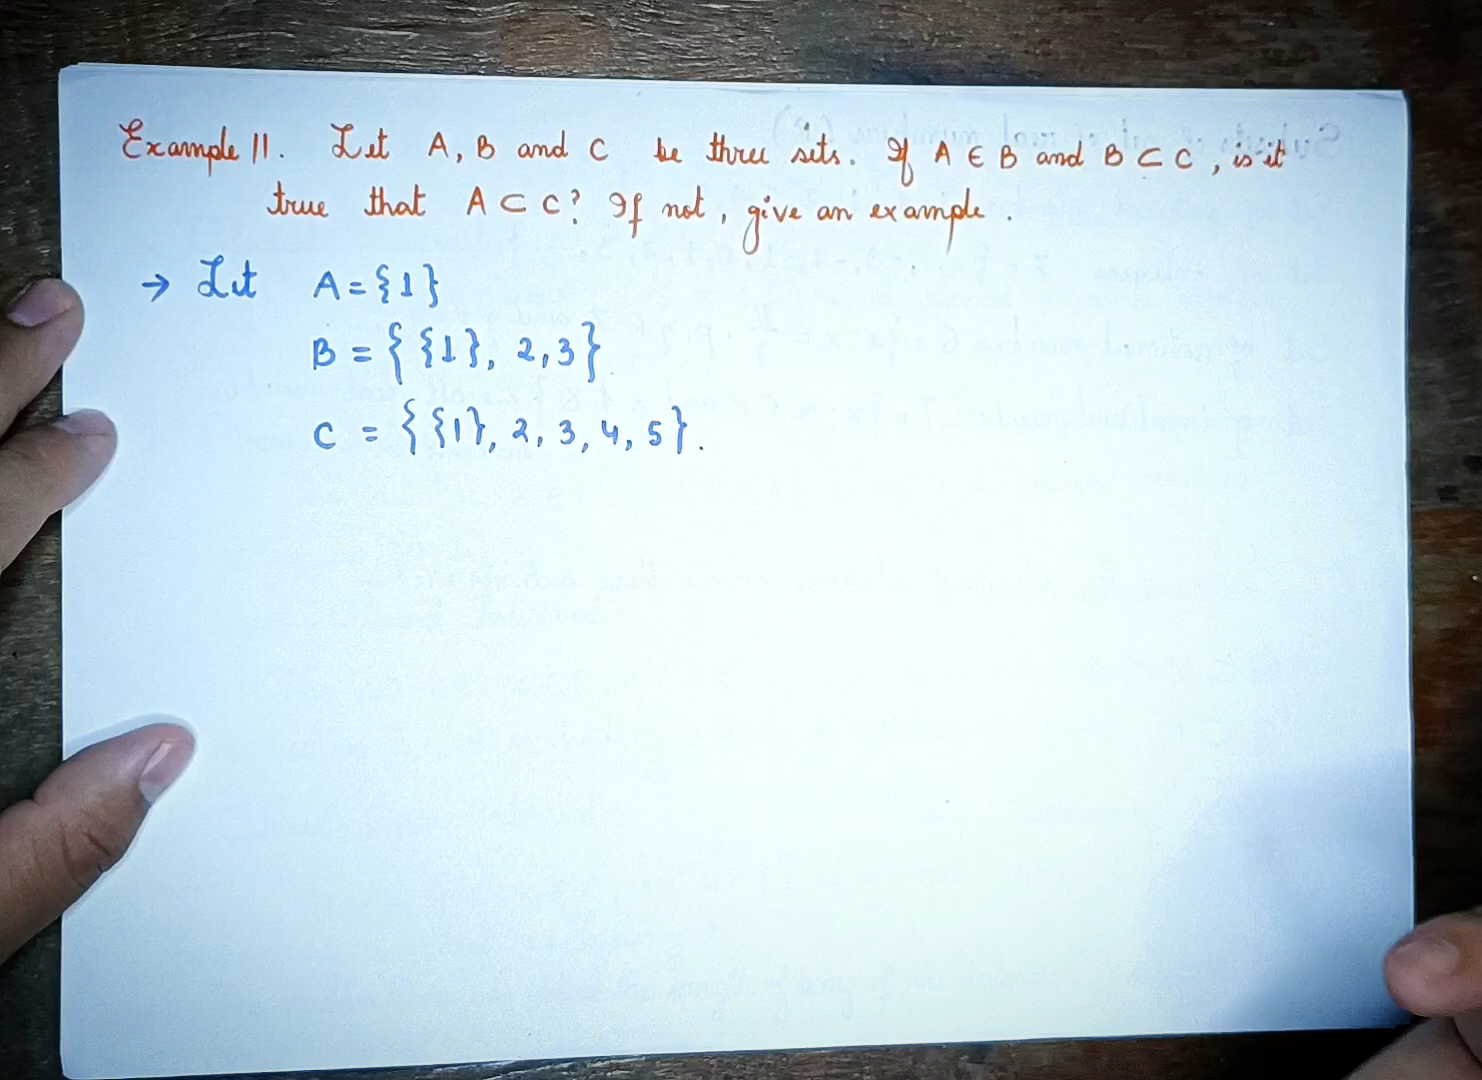 Example 11. Let A, B and C be three sets. If A ∈ B and B ⊂ C, is it
true that A ⊂ C? If not, give an example.
→ Let A = {1}
B = {{1}, 2, 3}
C = {{1}, 2, 3, 4, 5}.